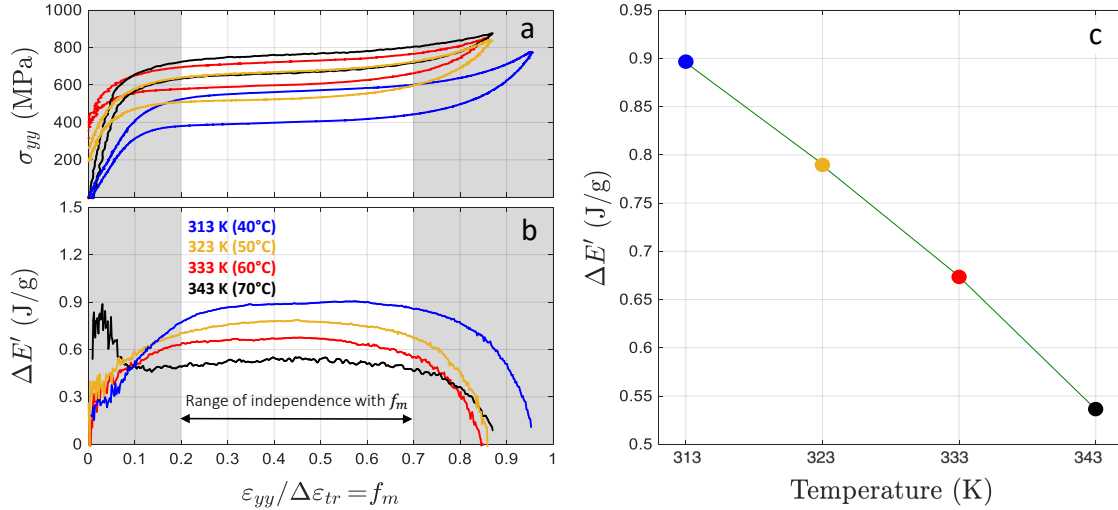 a
1000
800
600
400
200
σyy (MPa)
b
1.5
1.2
0.9
0.6
0.3
0
ΔE′ (J/g)
313 K (40°C)
323 K (50°C)
333 K (60°C)
343 K (70°C)
Range of independence with fm
0 0.1 0.2 0.3 0.4 0.5 0.6 0.7 0.8 0.9 1
εyy/Δεtr = fm
c
0.95
0.9
0.85
0.8
0.75
0.7
0.65
0.6
0.55
0.5
ΔE′ (J/g)
313 323 333 343
Temperature (K)